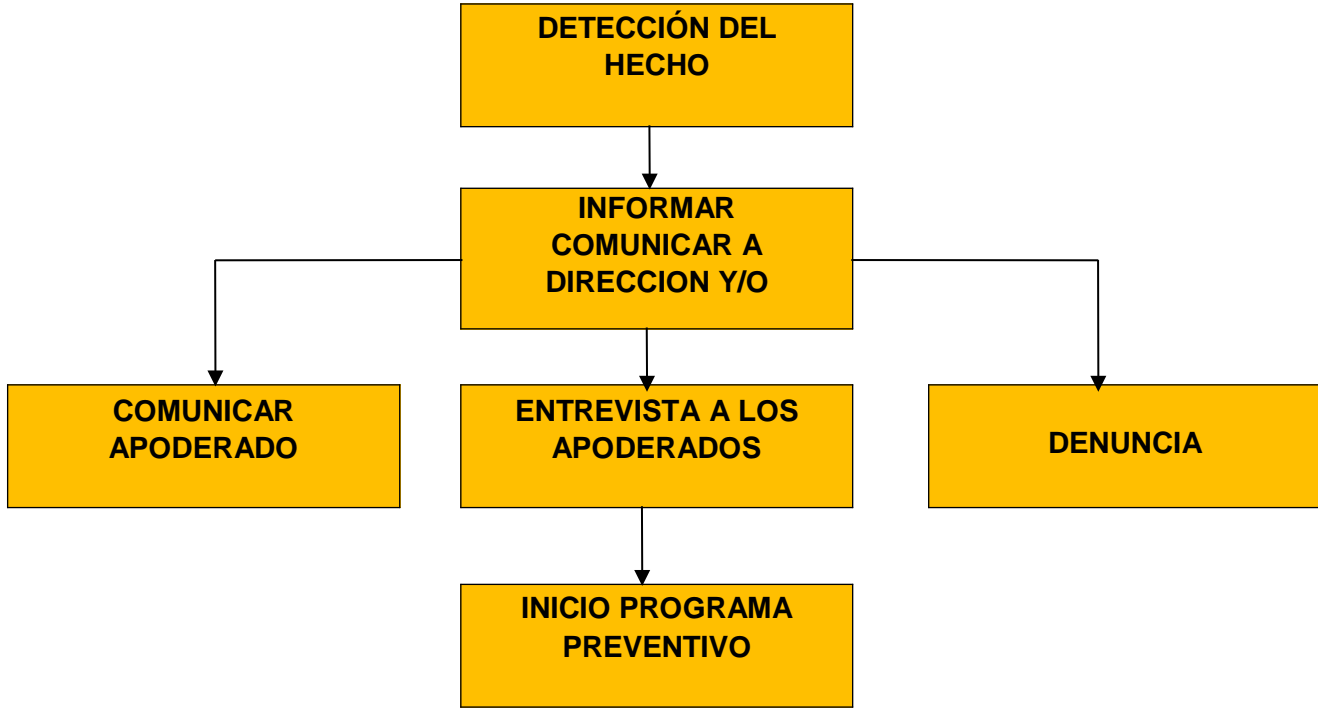 DETECCIÓN DEL
HECHO
INFORMAR
COMUNICAR A
DIRECCION Y/O
COMUNICAR
APODERADO
ENTREVISTA A LOS
APODERADOS
DENUNCIA
INICIO PROGRAMA
PREVENTIVO